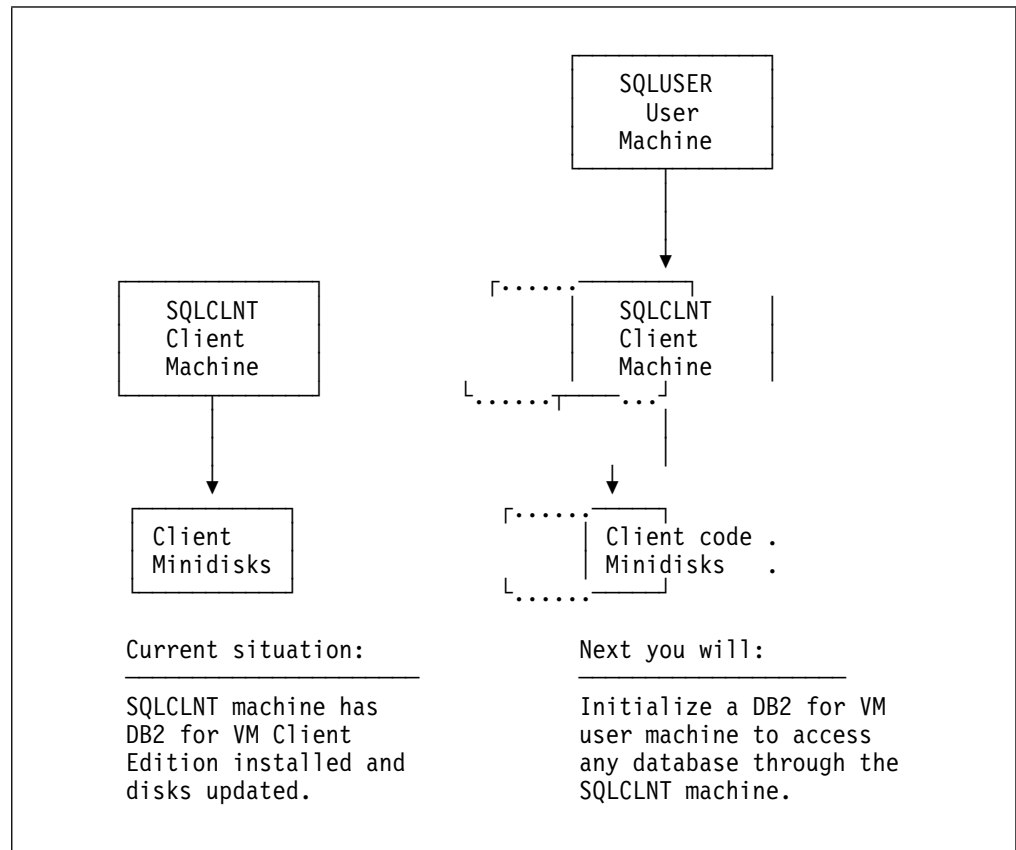 SQLUSER
User
Machine
SQLCLNT
Client
Machine
SQLCLNT
Client
Machine
Client
Minidisks
Client code .
Minidisks .
Current situation:
SQLCLNT machine has
DB2 for VM Client
Edition installed and
disks updated.
Next you will:
Initialize a DB2 for VM
user machine to access
any database through the
SQLCLNT machine.